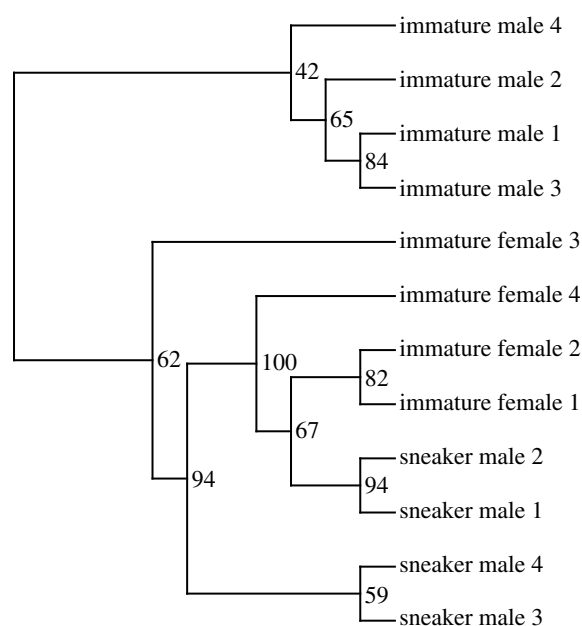 immature male 4
42
immature male 2
65
immature male 1
84
immature male 3
immature female 3
62
immature female 4
100
immature female 2
82
immature female 1
67
sneaker male 2
94
94
sneaker male 1
sneaker male 4
59
sneaker male 3